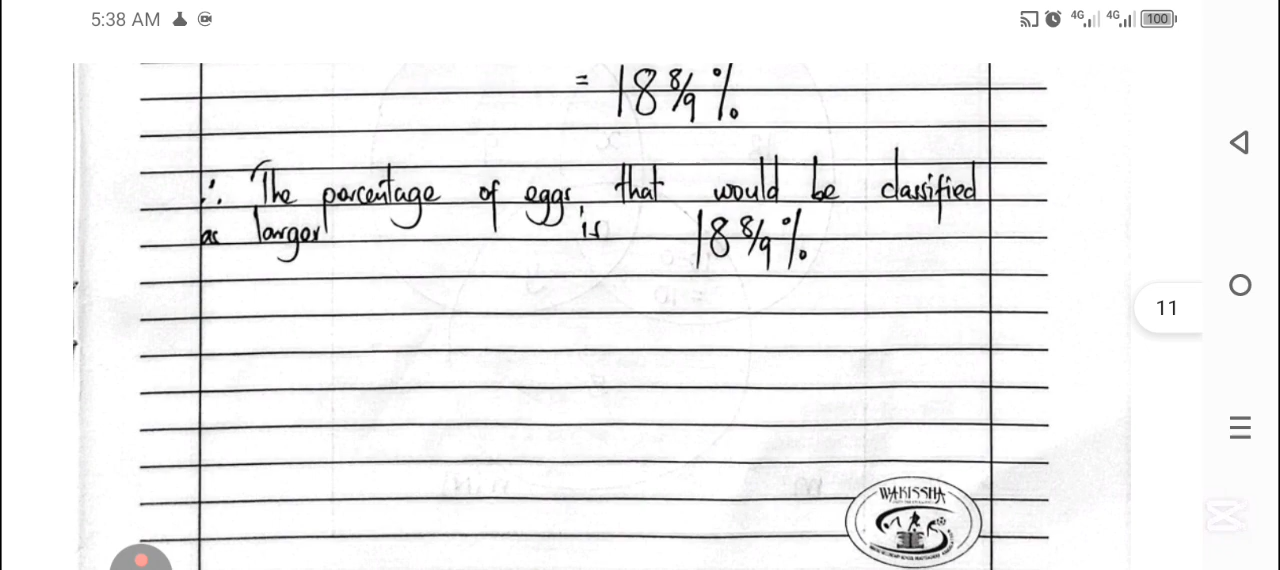 5:38 AM
4G 4G 100
= 18 8/9 %
∴ The percentage of eggs that would be classified
as larger is 18 8/9 %
11
WAKISSHA